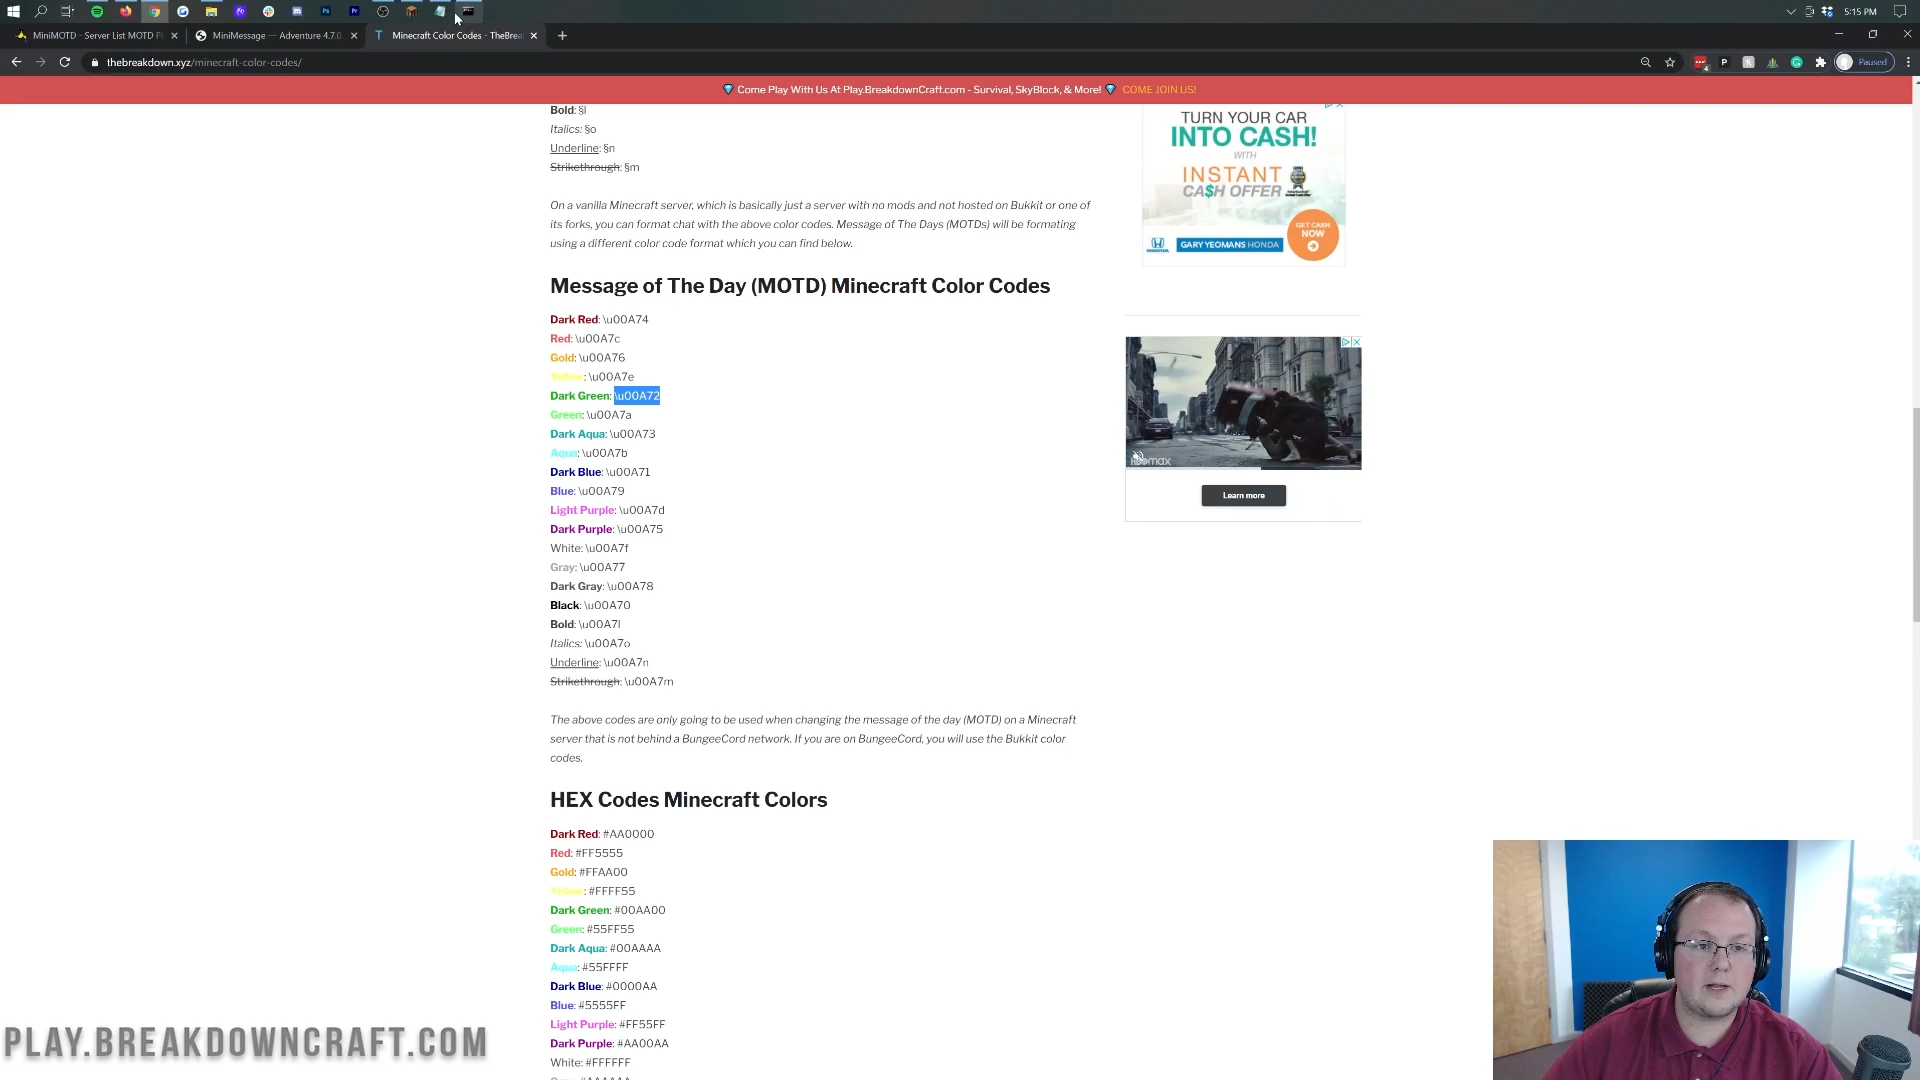 5:15 PM
MiniMOTD - Server List MOTD Pl
MiniMessage — Adventure 4.7.0
Minecraft Color Codes - TheBrea
thebreakdown.xyz/minecraft-color-codes/
Paused
Come Play With Us At Play.BreakdownCraft.com - Survival, SkyBlock, & More! COME JOIN US!
Bold: §l
Italics: §o
Underline: §n
Strikethrough: §m
On a vanilla Minecraft server, which is basically just a server with no mods and not hosted on Bukkit or one of
its forks, you can format chat with the above color codes. Message of The Days (MOTDs) will be formating
using a different color code format which you can find below.
Message of The Day (MOTD) Minecraft Color Codes
Dark Red: \u00A74
Red: \u00A7c
Gold: \u00A76
Yellow: \u00A7e
Dark Green: \u00A72
Green: \u00A7a
Dark Aqua: \u00A73
Aqua: \u00A7b
Dark Blue: \u00A71
Blue: \u00A79
Light Purple: \u00A7d
Dark Purple: \u00A75
White: \u00A7f
Gray: \u00A77
Dark Gray: \u00A78
Black: \u00A70
Bold: \u00A7l
Italics: \u00A7o
Underline: \u00A7n
Strikethrough: \u00A7m
The above codes are only going to be used when changing the message of the day (MOTD) on a Minecraft
server that is not behind a BungeeCord network. If you are on BungeeCord, you will use the Bukkit color
codes.
HEX Codes Minecraft Colors
Dark Red: #AA0000
Red: #FF5555
Gold: #FFAA00
Yellow: #FFFF55
Dark Green: #00AA00
Green: #55FF55
Dark Aqua: #00AAAA
Aqua: #55FFFF
Dark Blue: #0000AA
Blue: #5555FF
Light Purple: #FF55FF
Dark Purple: #AA00AA
White: #FFFFFF
TURN YOUR CAR
INTO CASH!
WITH
INSTANT
CA$H OFFER
GET CASH
NOW
GARY YEOMANS HONDA
HBOmax
Learn more
PLAY.BREAKDOWNCRAFT.COM